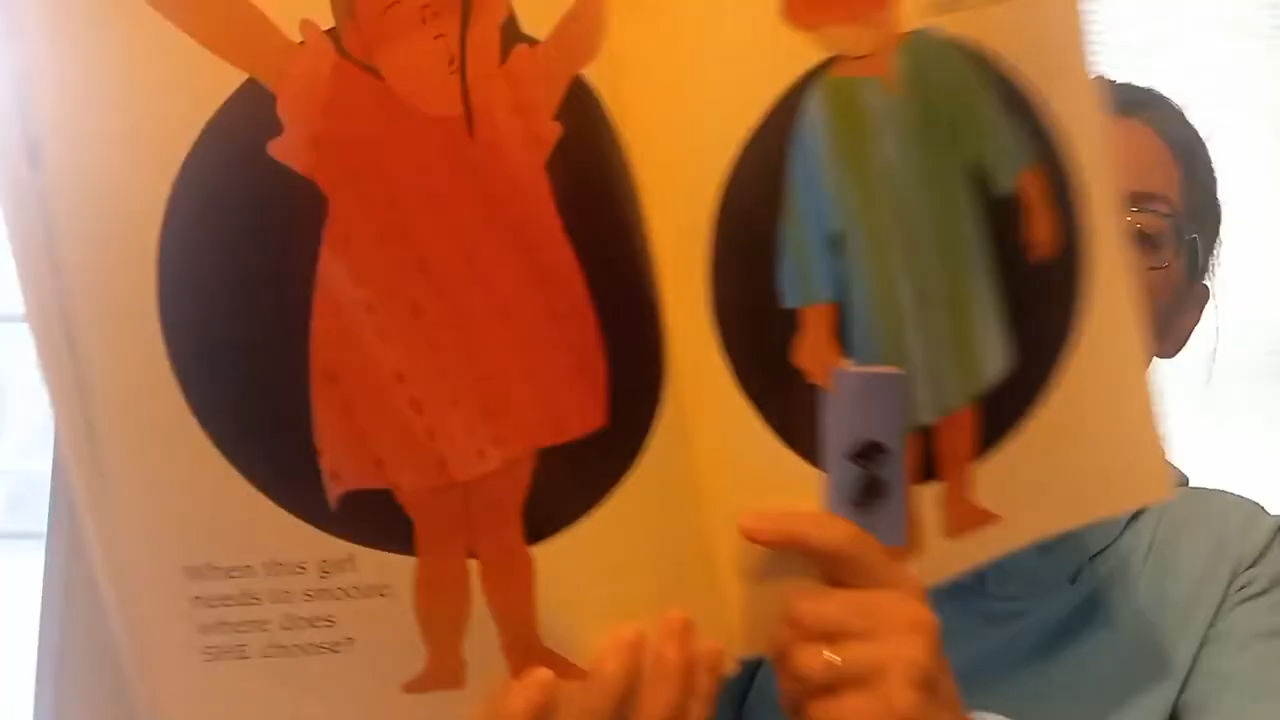 When this girl
needs to snooze,
where does
SHE choose?